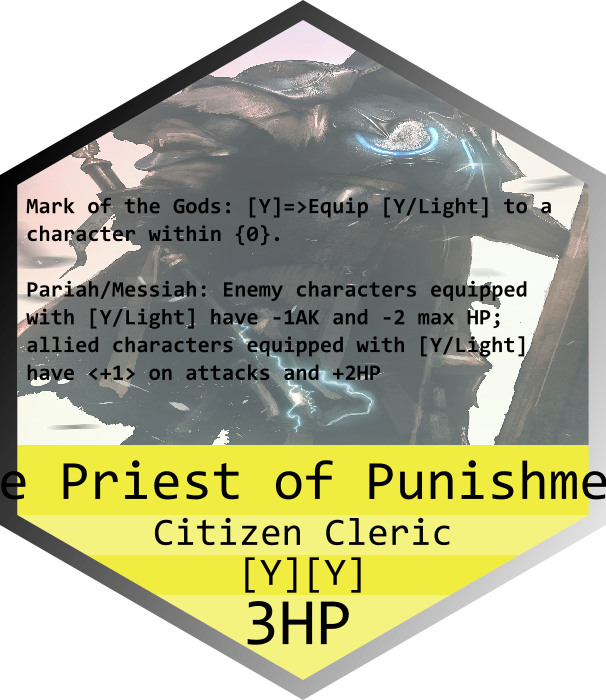 Mark of the Gods: [Y]=>Equip [Y/Light] to a
character within {0}.
Pariah/Messiah: Enemy characters equipped
with [Y/Light] have -1AK and -2 max HP;
allied characters equipped with [Y/Light]
have <+1> on attacks and +2HP
e Priest of Punishme
Citizen Cleric
[Y][Y]
3HP